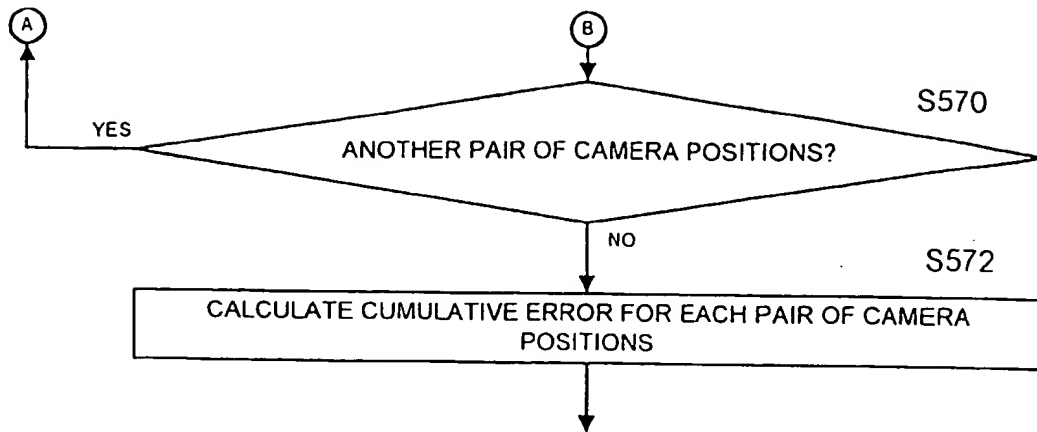 A
B
S570
YES
ANOTHER PAIR OF CAMERA POSITIONS?
NO
S572
CALCULATE CUMULATIVE ERROR FOR EACH PAIR OF CAMERA
POSITIONS